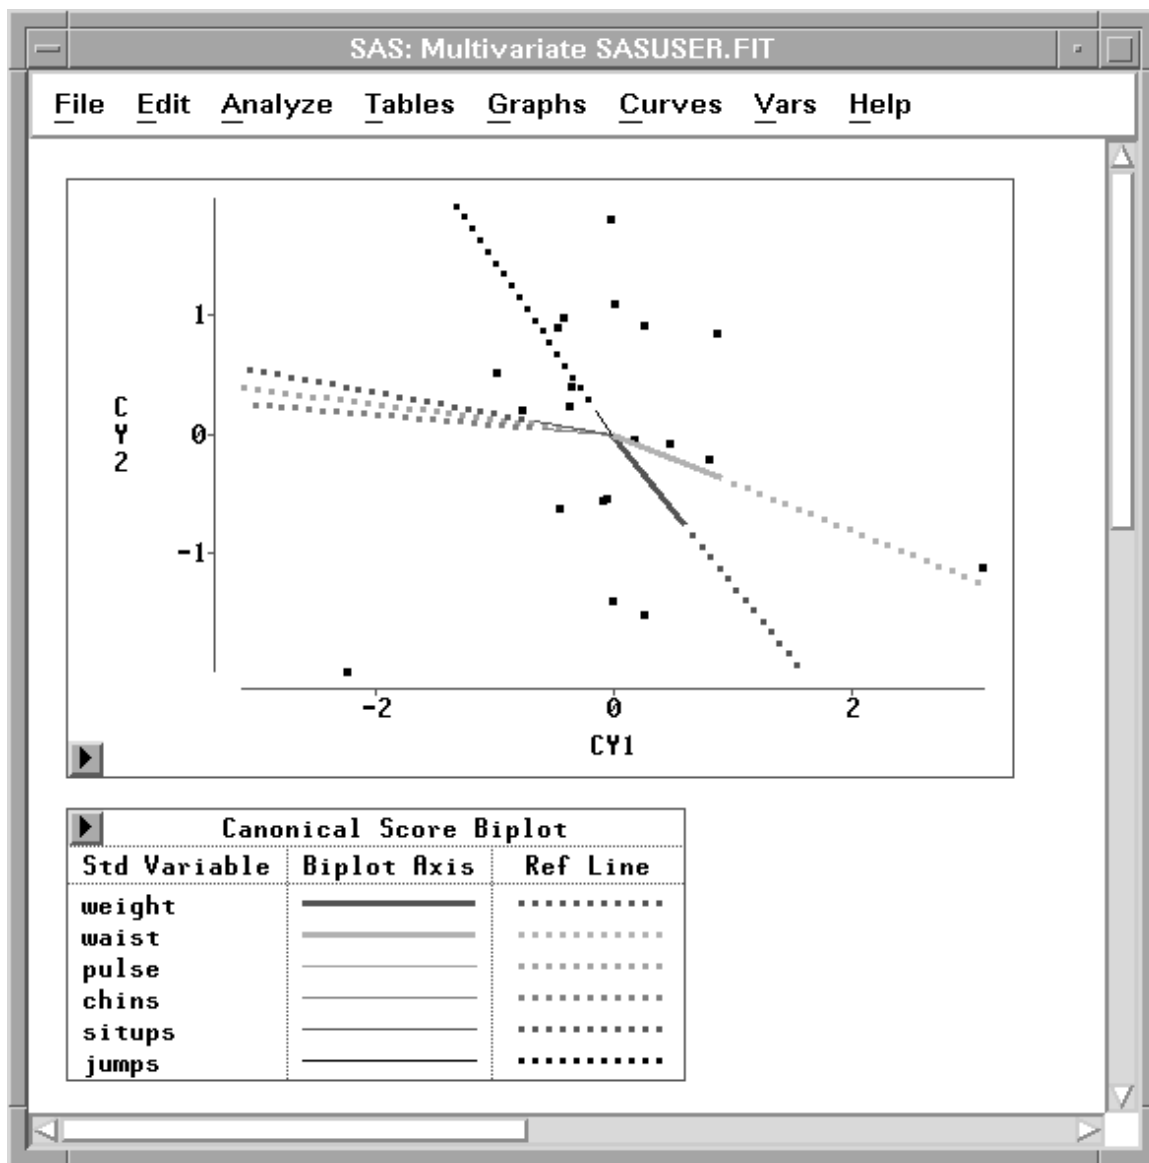 SAS: Multivariate SASUSER.FIT
File Edit Analyze Tables Graphs Curves Vars Help
1
C
Y
2
0
-1
-2 0 2
CY1
Canonical Score Biplot
Std Variable Biplot Axis Ref Line
weight
waist
pulse
chins
situps
jumps